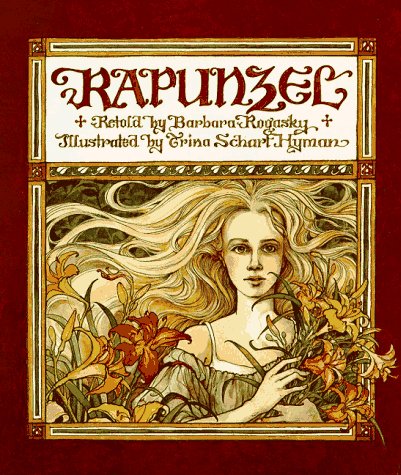 RAPUNZEL
Retold by Barbara Rogasky
Illustrated by Trina Schart Hyman